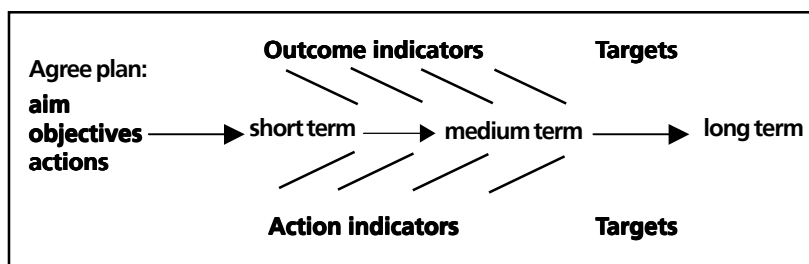 Outcome indicators Targets
Agree plan:
aim
objectives short term medium term long term
actions
Action indicators Targets